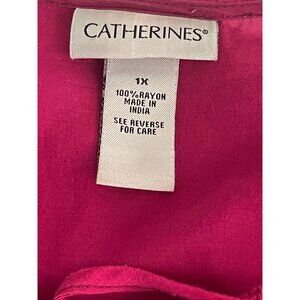 CATHERINES®
1X
100%RAYON
MADE IN
INDIA
SEE REVERSE
FOR CARE